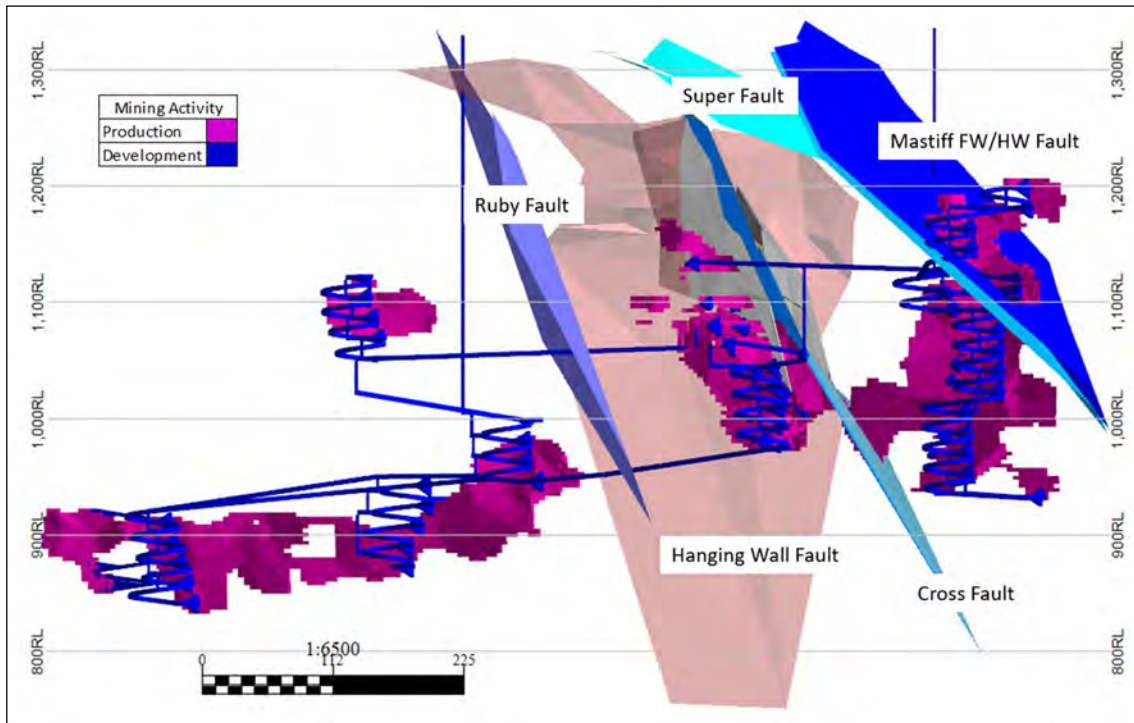 1,300RL
1,300RL
Super Fault
Mining Activity
Production
Development
Mastiff FW/HW Fault
1,200RL
1,200RL
Ruby Fault
1,100RL
1,100RL
1,000RL
1,000RL
900RL
900RL
Hanging Wall Fault
Cross Fault
800RL
800RL
1:6500
0
112
225